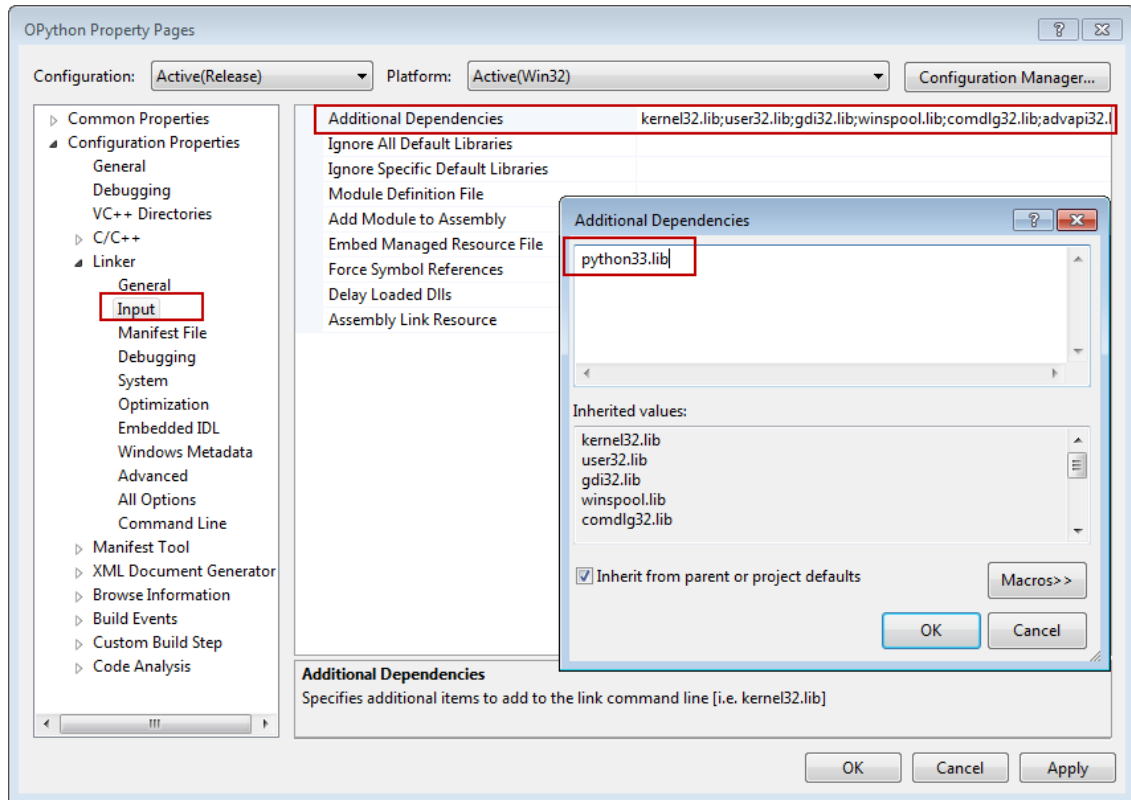 OPython Property Pages
Configuration: Active(Release) Platform: Active(Win32) Configuration Manager...
Common Properties
Configuration Properties
General
Debugging
VC++ Directories
C/C++
Linker
General
Input
Manifest File
Debugging
System
Optimization
Embedded IDL
Windows Metadata
Advanced
All Options
Command Line
Manifest Tool
XML Document Generator
Browse Information
Build Events
Custom Build Step
Code Analysis
Additional Dependencies kernel32.lib;user32.lib;gdi32.lib;winspool.lib;comdlg32.lib;advapi32.l
Ignore All Default Libraries
Ignore Specific Default Libraries
Module Definition File
Add Module to Assembly
Embed Managed Resource File
Force Symbol References
Delay Loaded Dlls
Assembly Link Resource
Additional Dependencies
python33.lib
Inherited values:
kernel32.lib
user32.lib
gdi32.lib
winspool.lib
comdlg32.lib
Inherit from parent or project defaults
Macros>>
OK Cancel
Additional Dependencies
Specifies additional items to add to the link command line [i.e. kernel32.lib]
OK Cancel Apply